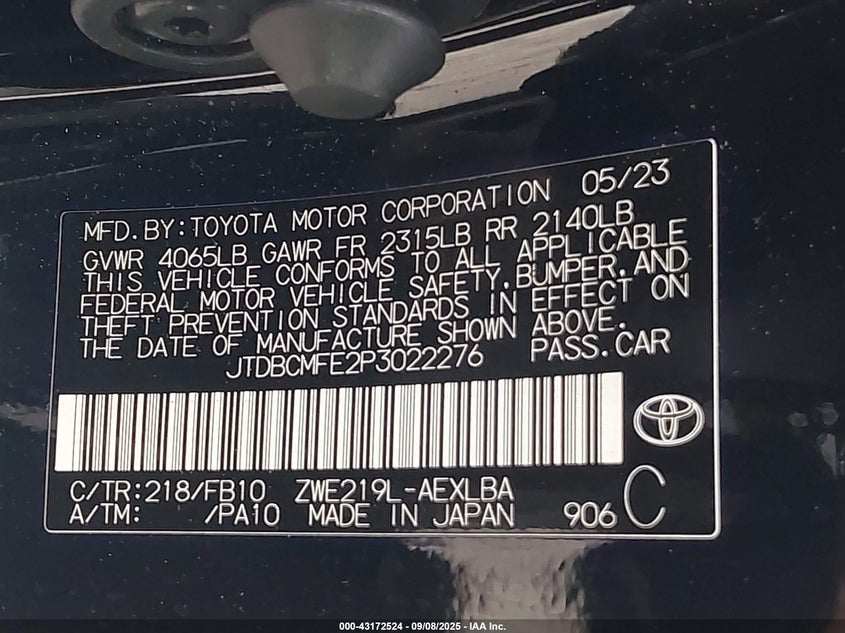 MFD.BY:TOYOTA MOTOR CORPORATION 05/23
GVWR 4065LB GAWR FR 2315LB RR 2140LB
THIS VEHICLE CONFORMS TO ALL APPLICABLE
FEDERAL MOTOR VEHICLE SAFETY,BUMPER,AND
THEFT PREVENTION STANDARDS IN EFFECT ON
THE DATE OF MANUFACTURE SHOWN ABOVE.
JTDBCMFE2P3022276 PASS.CAR
C/TR:218/FB10 ZWE219L-AEXLBA
A/TM: /PA10 MADE IN JAPAN 906 C
000-43172524 - 09/08/2025 - IAA Inc.